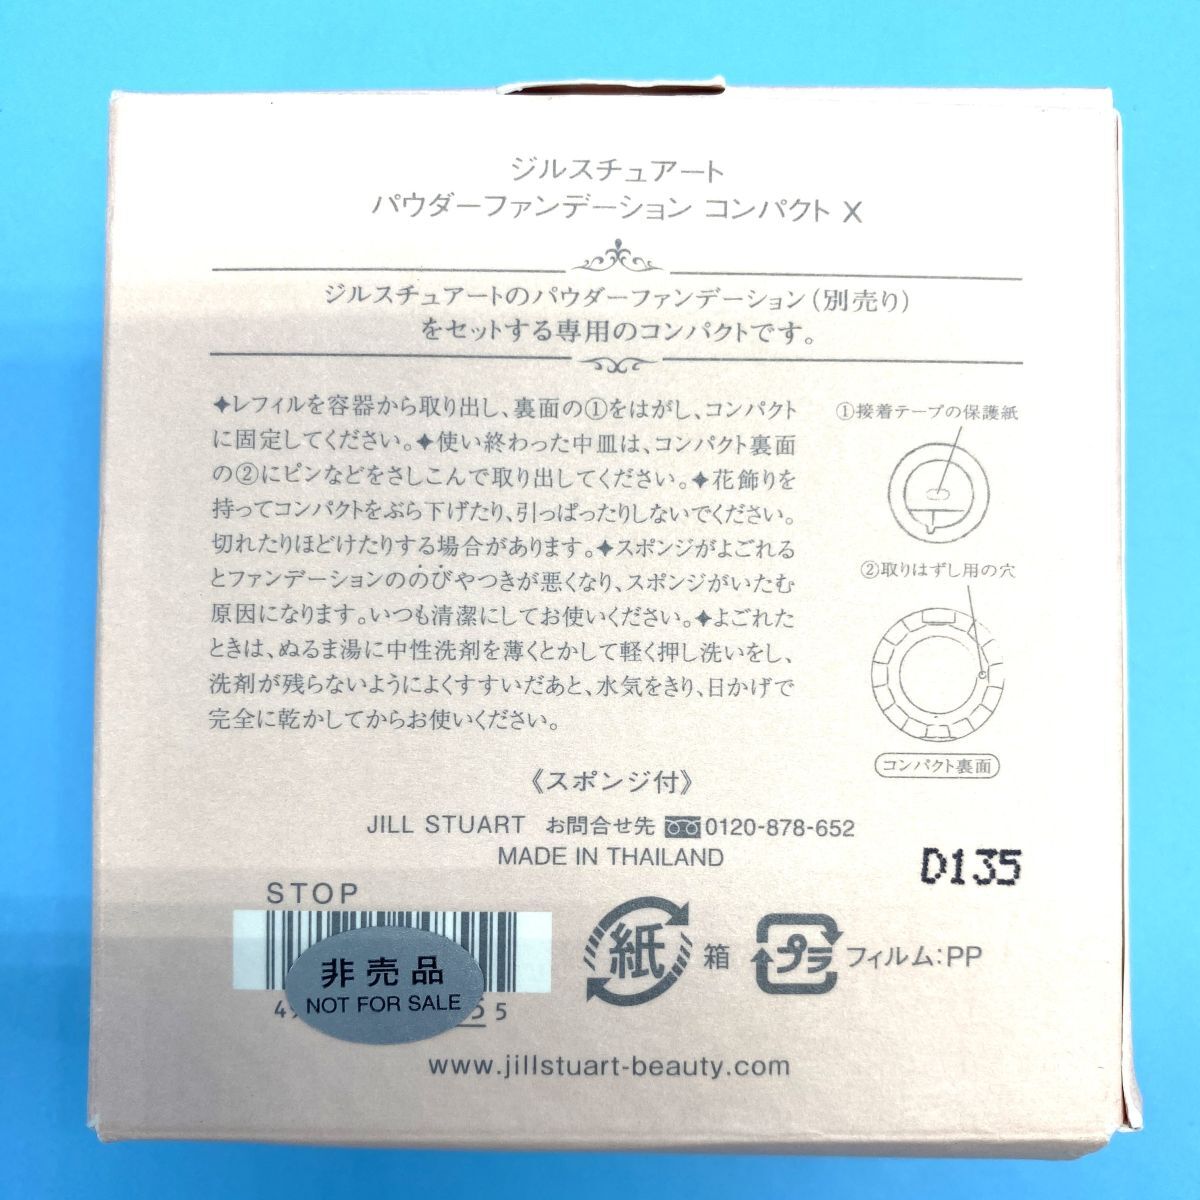 ジルスチュアート
パウダーファンデーション コンパクト X
ジルスチュアートのパウダーファンデーション(別売り)
をセットする専用のコンパクトです。
✦レフィルを容器から取り出し、裏面の①をはがし、コンパクト
に固定してください。✦使い終わった中皿は、コンパクト裏面
の②にピンなどをさしこんで取り出してください。✦花飾りを
持ってコンパクトをぶら下げたり、引っぱったりしないでください。
切れたりほどけたりする場合があります。✦スポンジがよごれる
とファンデーションののびやつきが悪くなり、スポンジがいたむ
原因になります。いつも清潔にしてお使いください。✦よごれた
ときは、ぬるま湯に中性洗剤を薄くとかして軽く押し洗いをし、
洗剤が残らないようによくすすいだあと、水気をきり、日かげで
完全に乾かしてからお使いください。
①接着テープの保護紙
②取りはずし用の穴
コンパクト裏面
《スポンジ付》
JILL STUART お問合せ先 0120-878-652
MADE IN THAILAND
D135
STOP
非売品
NOT FOR SALE
紙 箱
プラ フィルム:PP
www.jillstuart-beauty.com